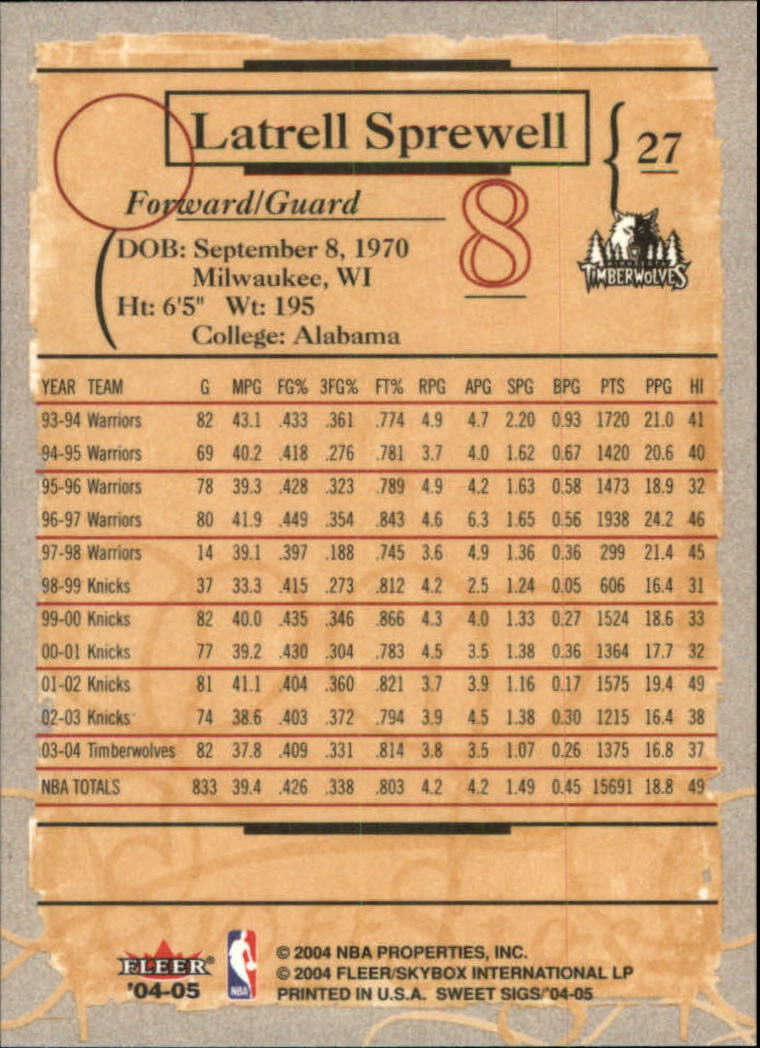 Latrell Sprewell
27
Forward/Guard
8
DOB: September 8, 1970
Milwaukee, WI
Ht: 6'5" Wt: 195
College: Alabama
MINNESOTA
TIMBERWOLVES
YEAR TEAM G MPG FG% 3FG% FT% RPG APG SPG BPG PTS PPG HI
93-94 Warriors 82 43.1 .433 .361 .774 4.9 4.7 2.20 0.93 1720 21.0 41
94-95 Warriors 69 40.2 .418 .276 .781 3.7 4.0 1.62 0.67 1420 20.6 40
95-96 Warriors 78 39.3 .428 .323 .789 4.9 4.2 1.63 0.58 1473 18.9 32
96-97 Warriors 80 41.9 .449 .354 .843 4.6 6.3 1.65 0.56 1938 24.2 46
97-98 Warriors 14 39.1 .397 .188 .745 3.6 4.9 1.36 0.36 299 21.4 45
98-99 Knicks 37 33.3 .415 .273 .812 4.2 2.5 1.24 0.05 606 16.4 31
99-00 Knicks 82 40.0 .435 .346 .866 4.3 4.0 1.33 0.27 1524 18.6 33
00-01 Knicks 77 39.2 .430 .304 .783 4.5 3.5 1.38 0.36 1364 17.7 32
01-02 Knicks 81 41.1 .404 .360 .821 3.7 3.9 1.16 0.17 1575 19.4 49
02-03 Knicks 74 38.6 .403 .372 .794 3.9 4.5 1.38 0.30 1215 16.4 38
03-04 Timberwolves 82 37.8 .409 .331 .814 3.8 3.5 1.07 0.26 1375 16.8 37
NBA TOTALS 833 39.4 .426 .338 .803 4.2 4.2 1.49 0.45 15691 18.8 49
FLEER®
'04-05
NBA
© 2004 NBA PROPERTIES, INC.
© 2004 FLEER/SKYBOX INTERNATIONAL LP
PRINTED IN U.S.A. SWEET SIGS/'04-05